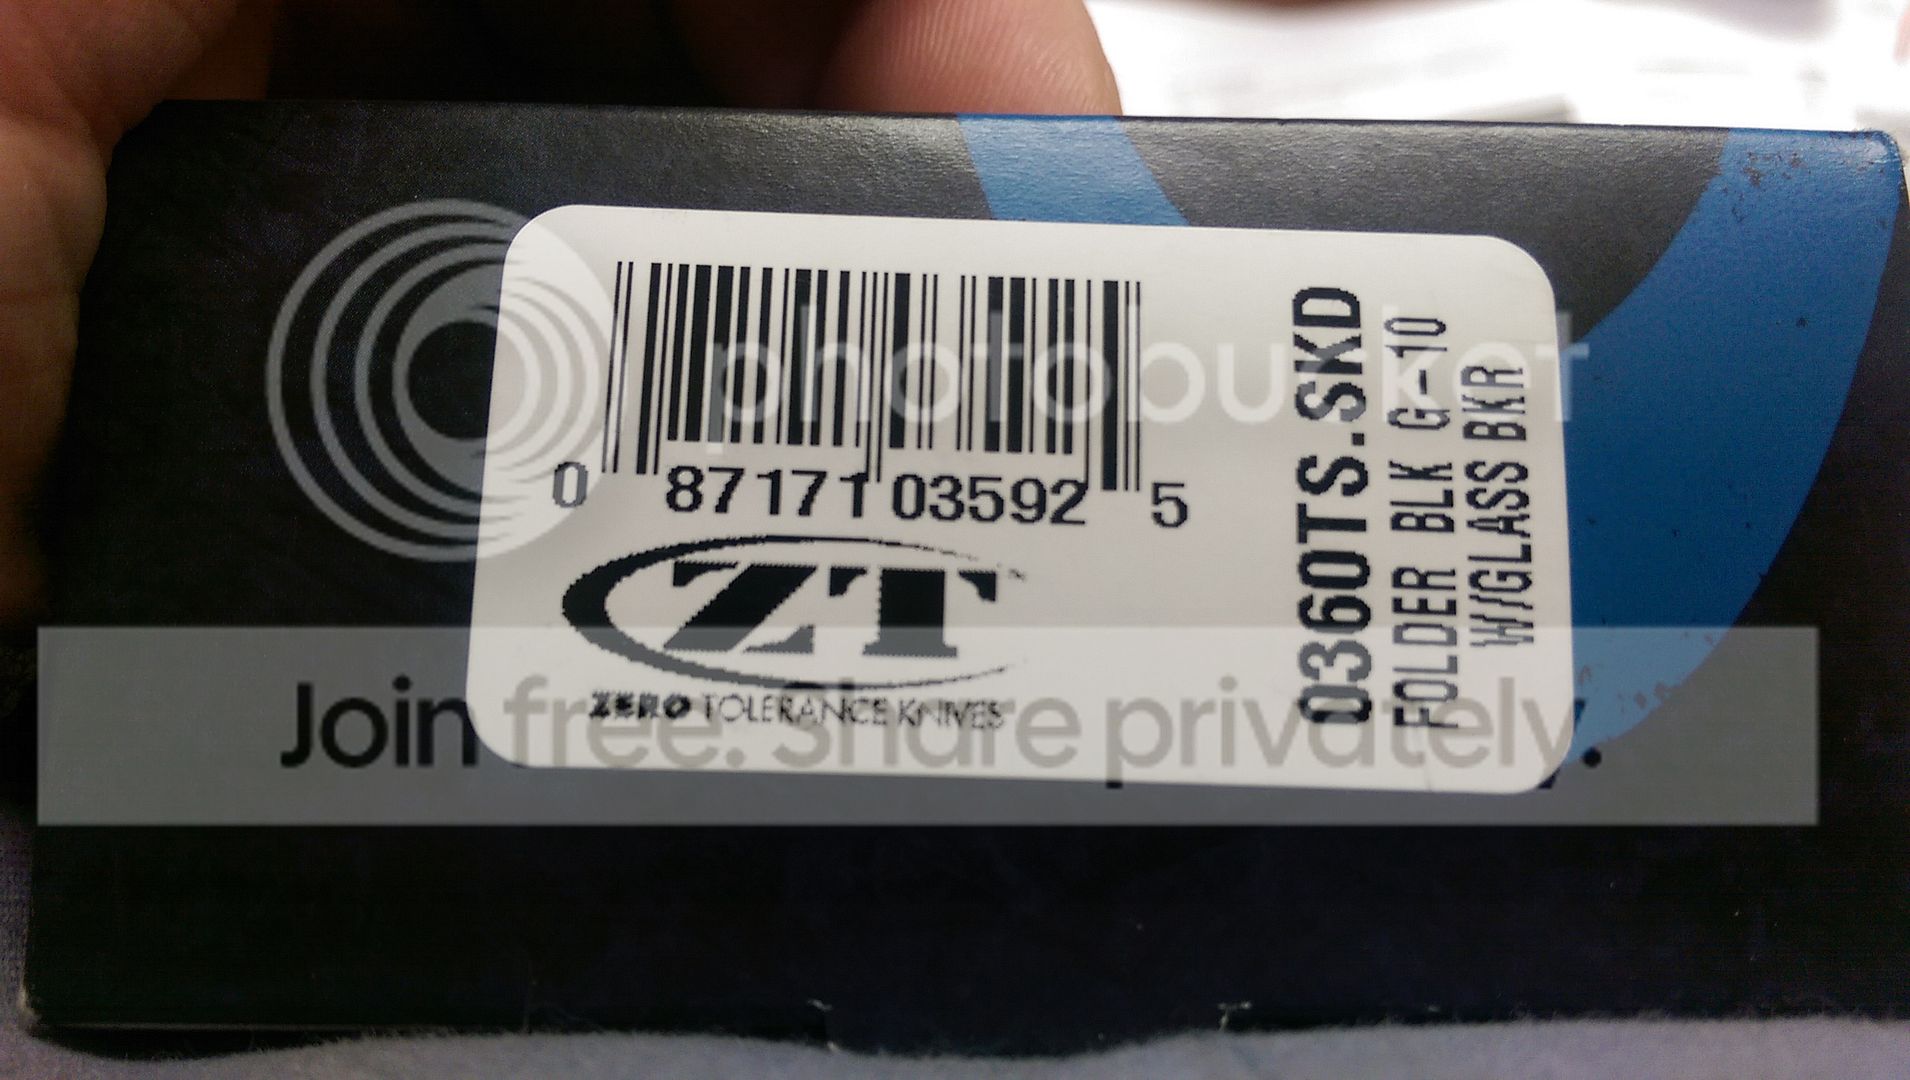 0 87171 03592 5
ZT
ZERO TOLERANCE KNIVES
0360TS.SKD
FOLDER BLK G-10
W/GLASS BKR
photobucket
Join free. Share privately.